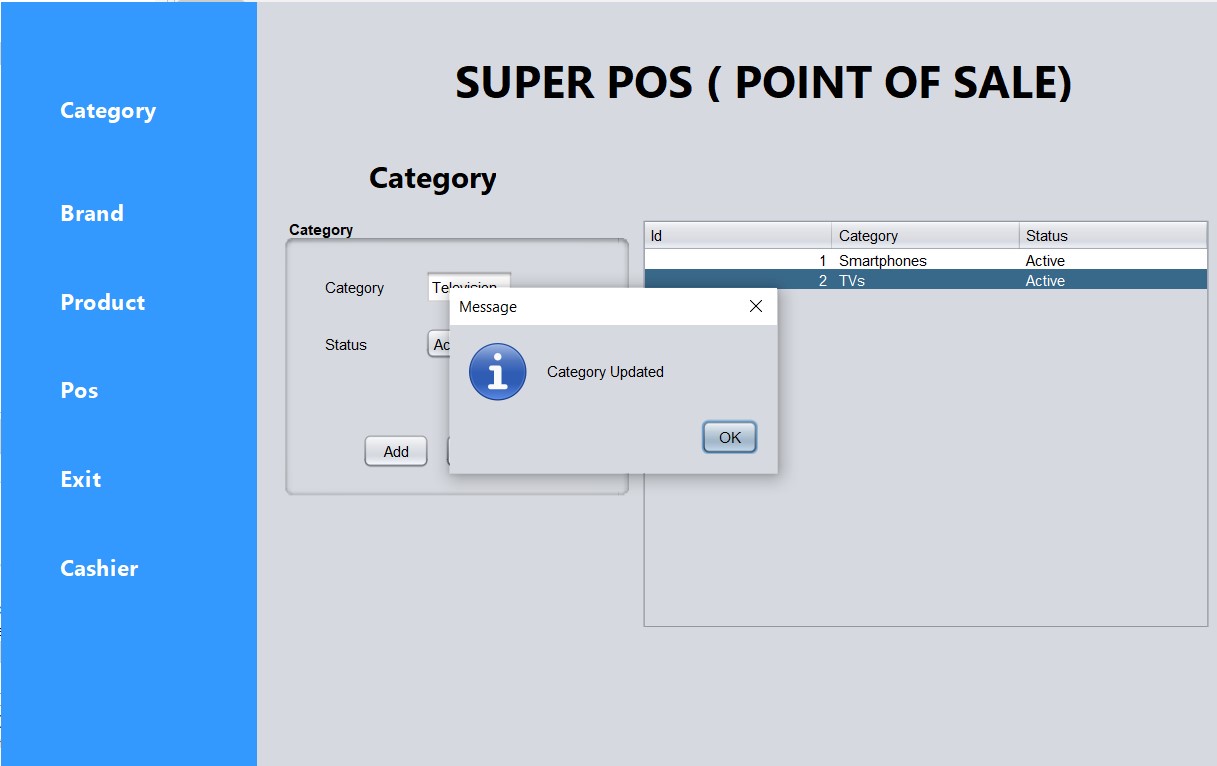 SUPER POS ( POINT OF SALE)
Category
Brand
Product
Pos
Exit
Cashier
Category
Category
Category Television
Status
Add
Id Category Status
1 Smartphones Active
2 TVs Active
Message
Category Updated
OK